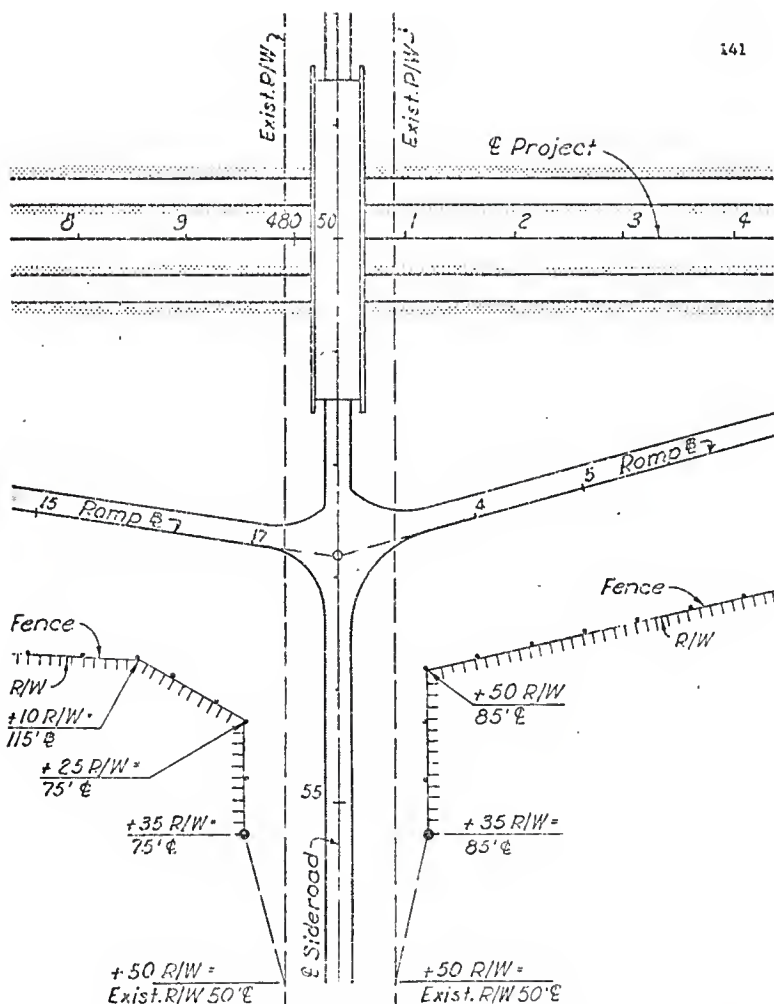 141
Exist. R/W
Exist. R/W
℄ Project
8 9 480 50 1 2 3 4
15 Ramp ␢ 17
4 5 Ramp ␢
Fence
R/W
Fence
R/W
+10 R/W=
115' ␢
+25 R/W=
75' ℄
+50 R/W
85' ℄
55
+35 R/W=
75' ℄
+35 R/W=
85' ℄
℄ Sideroad
+50 R/W=
Exist. R/W 50' ℄
+50 R/W=
Exist. R/W 50' ℄